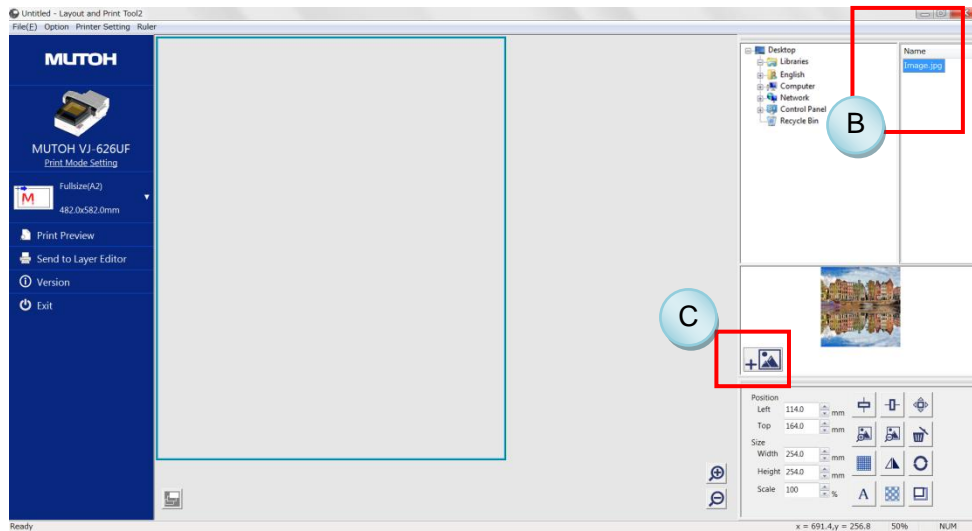 Untitled - Layout and Print Tool2
File(F) Option Printer Setting Ruler
MUTOH
MUTOH VJ-626UF
Print Mode Setting
Fullsize(A2)
M
482.0x582.0mm
Print Preview
Send to Layer Editor
Version
Exit
Desktop
Libraries
English
Computer
Network
Control Panel
Recycle Bin
Name
Image.jpg
B
C
Position
Left 114.0 mm
Top 164.0 mm
Size
Width 254.0 mm
Height 254.0 mm
Scale 100 %
A
Ready
x = 691.4,y = 256.8 50% NUM